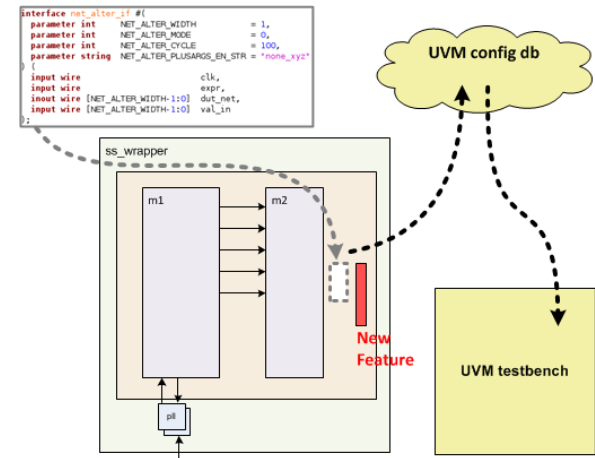 interface net_alter_if #(
parameter int NET_ALTER_WIDTH = 1,
parameter int NET_ALTER_MODE = 0,
parameter int NET_ALTER_CYCLE = 100,
parameter string NET_ALTER_PLUSARGS_EN_STR = "none_xyz"
) (
input wire clk,
input wire expr,
inout wire [NET_ALTER_WIDTH-1:0] dut_net,
input wire [NET_ALTER_WIDTH-1:0] val_in
);
UVM config db
ss_wrapper
m1
m2
New
Feature
UVM testbench
pll